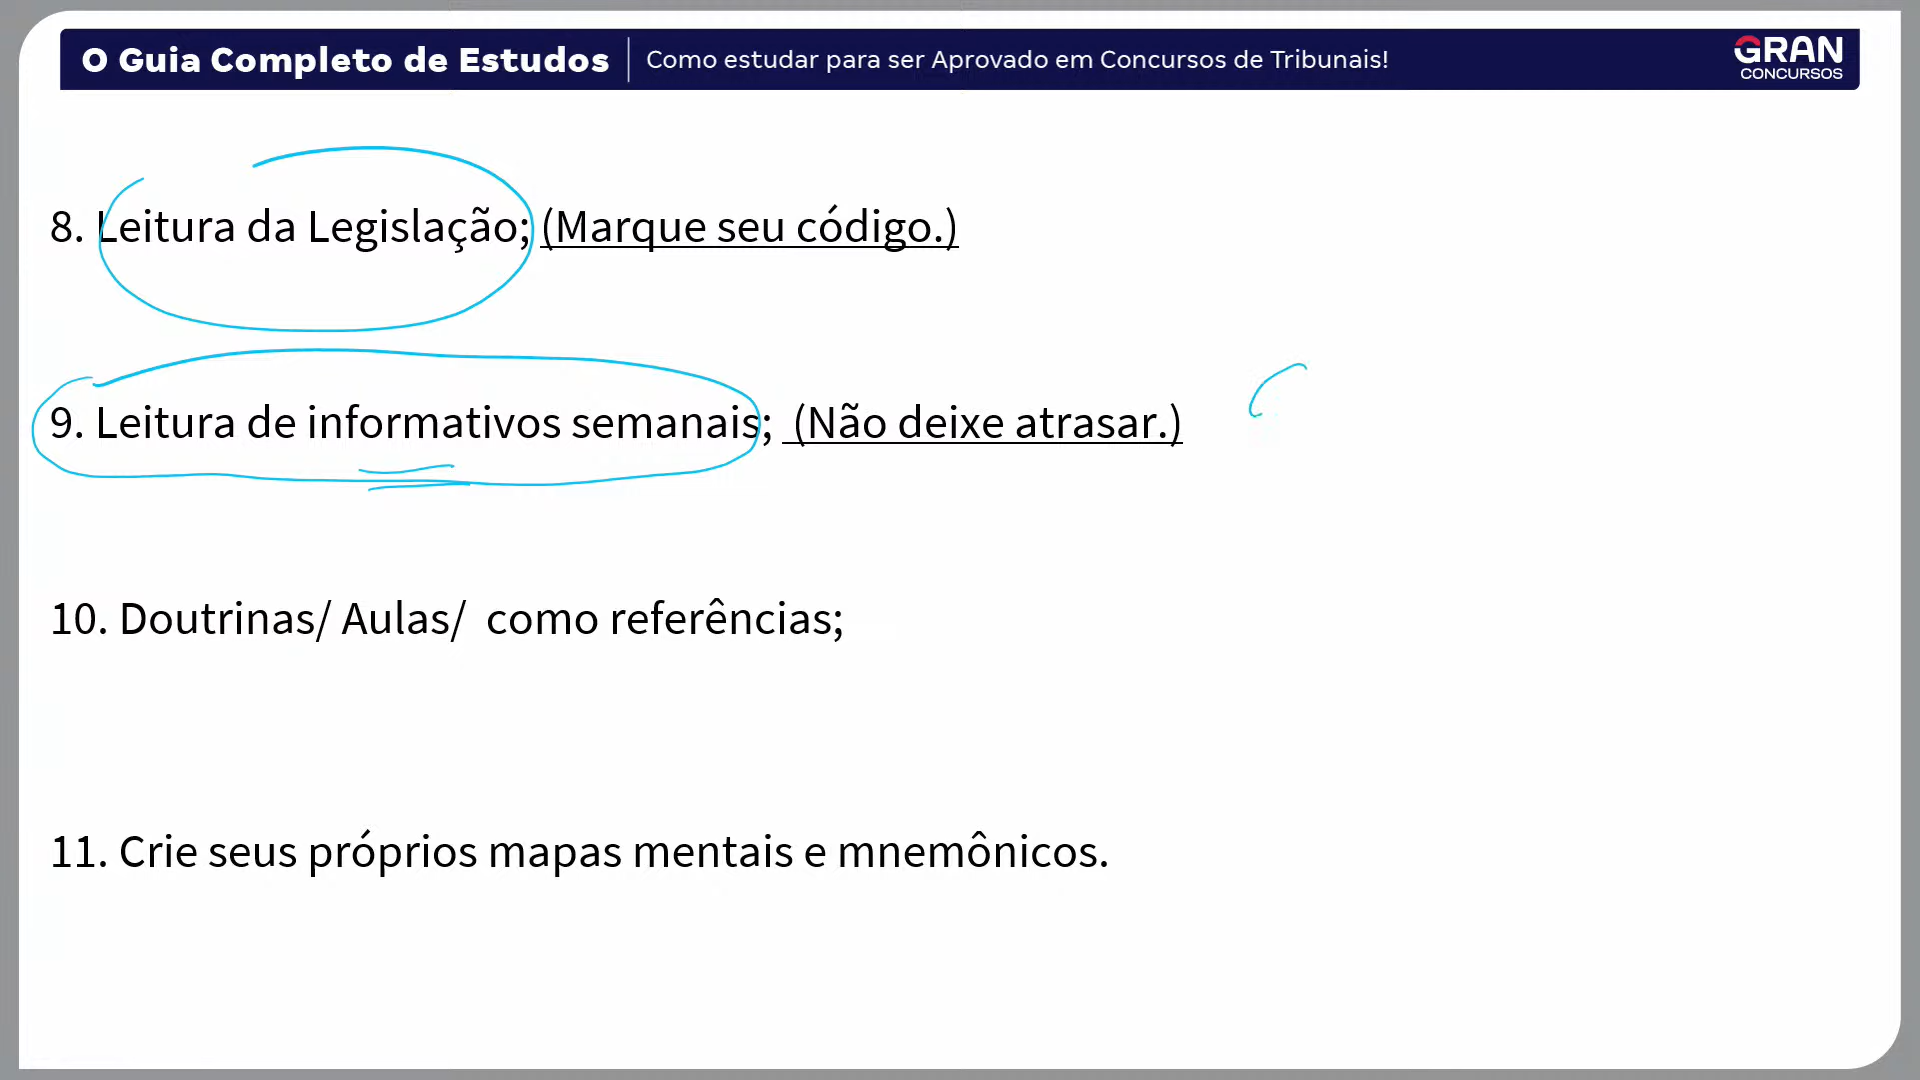 O Guia Completo de Estudos
Como estudar para ser Aprovado em Concursos de Tribunais!
GRAN
CONCURSOS
8. Leitura da Legislação; (Marque seu código.)
9. Leitura de informativos semanais; (Não deixe atrasar.)
10. Doutrinas/ Aulas/ como referências;
11. Crie seus próprios mapas mentais e mnemônicos.